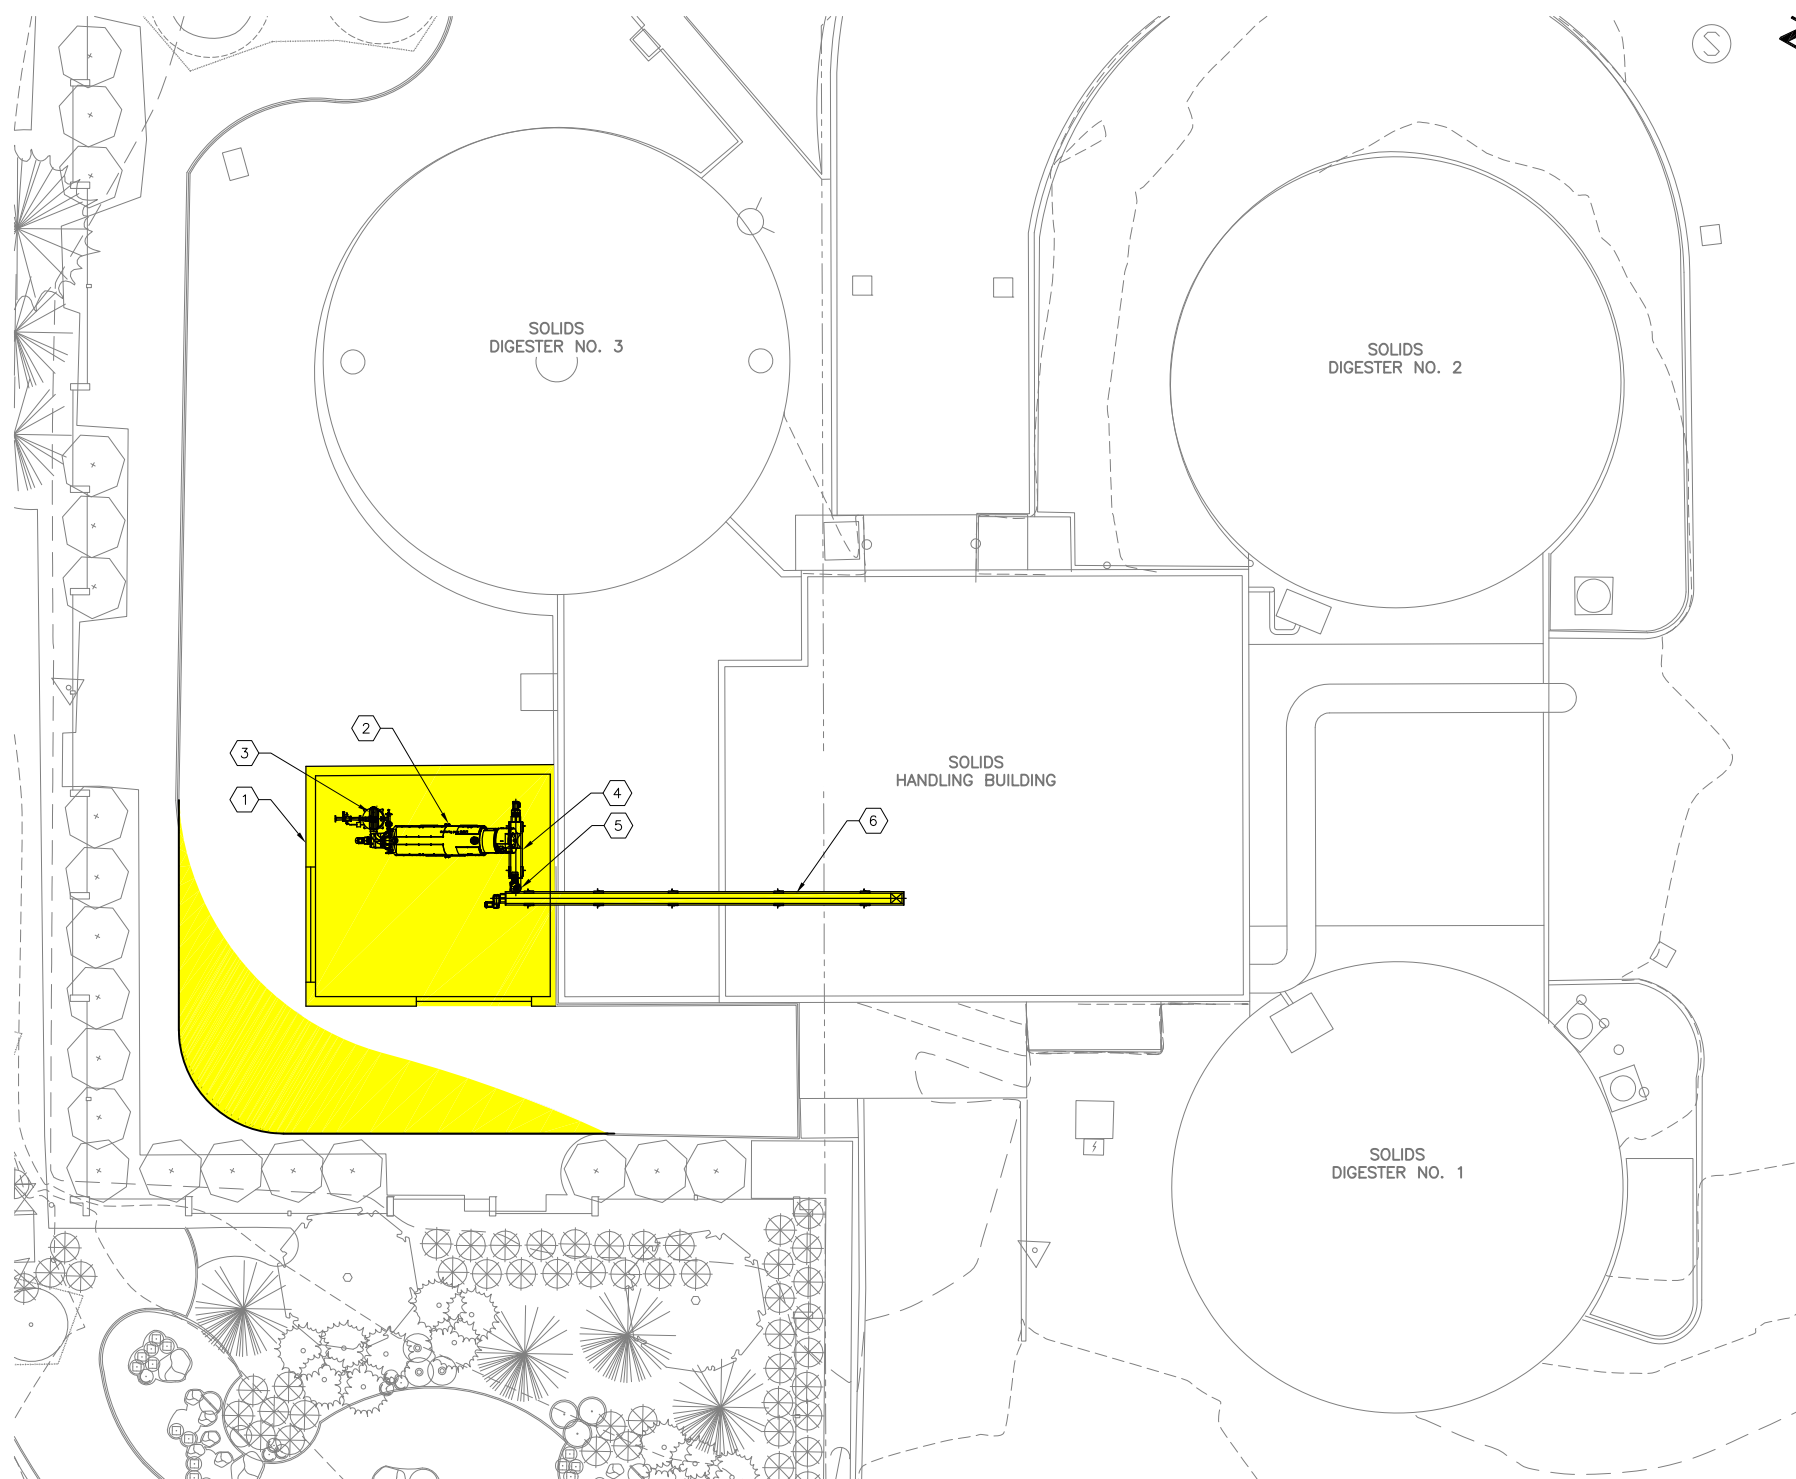 SOLIDS
DIGESTER NO. 3
SOLIDS
DIGESTER NO. 2
2
3
1
4
5
6
SOLIDS
HANDLING BUILDING
SOLIDS
DIGESTER NO. 1